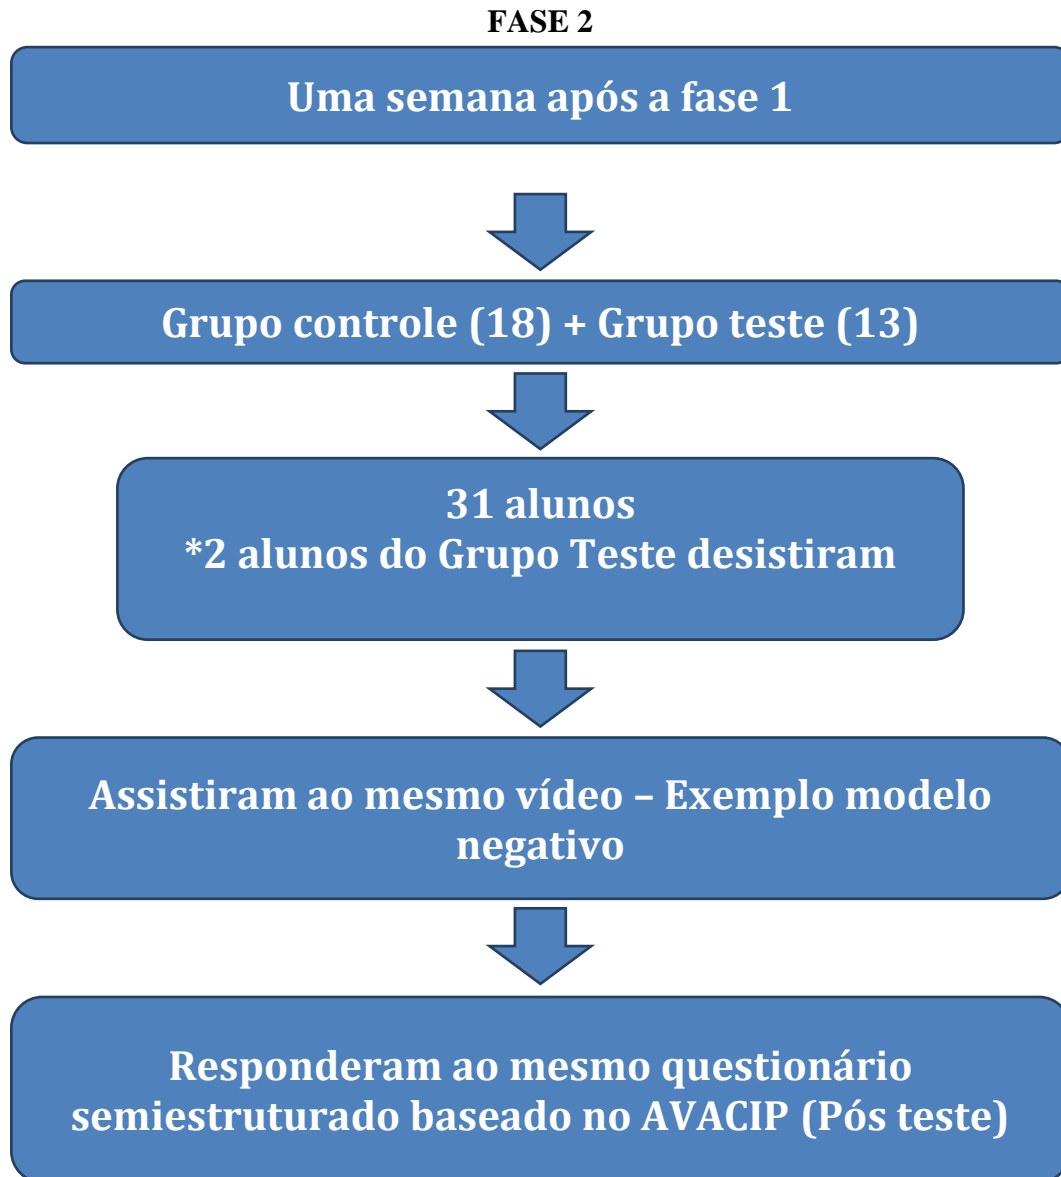 FASE 2
Uma semana após a fase 1
Grupo controle (18) + Grupo teste (13)
31 alunos
*2 alunos do Grupo Teste desistiram
Assistiram ao mesmo vídeo – Exemplo modelo
negativo
Responderam ao mesmo questionário
semiestruturado baseado no AVACIP (Pós teste)